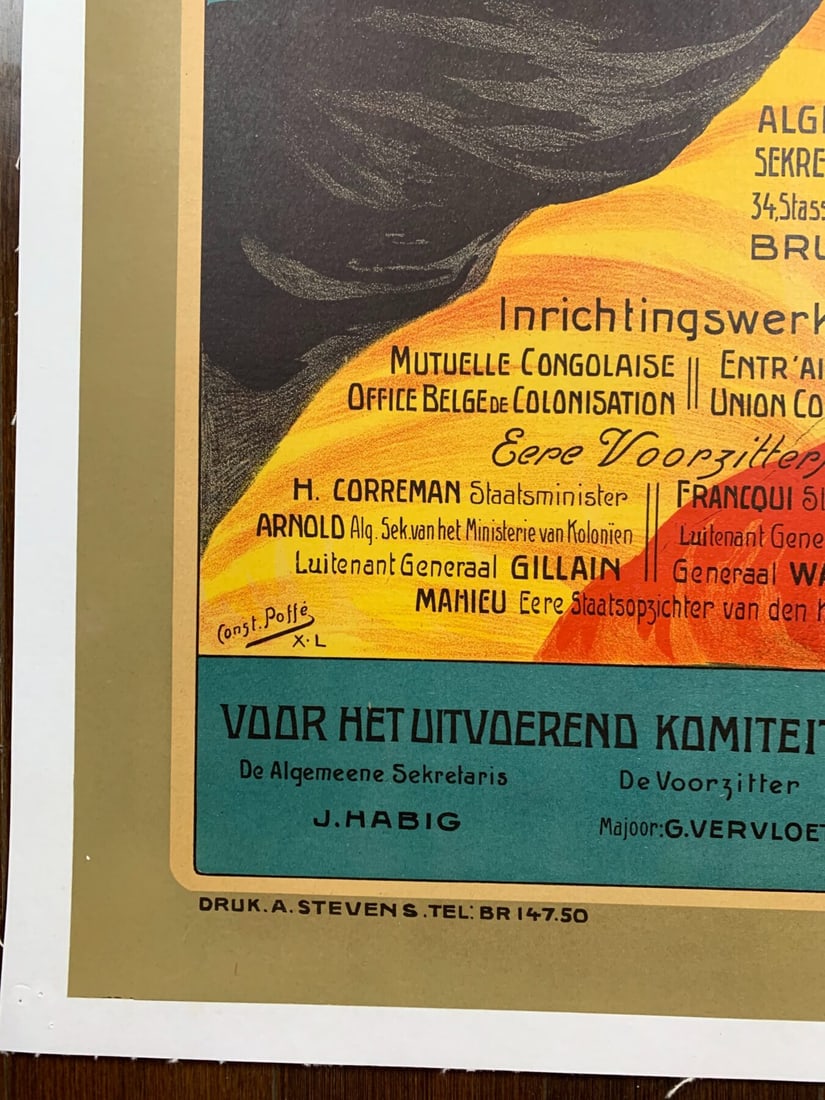 ALG
SEKRE
34, Stass
BRU
Inrichtingswerk
MUTUELLE CONGOLAISE || ENTR'AI
OFFICE BELGE DE COLONISATION || UNION CO
Eere Voorzitter
H. CORREMAN Staatsminister || FRANCQUI St
ARNOLD Alg. Sek. van het Ministerie van Koloniën || Luitenant Gene
Luitenant Generaal GILLAIN || Generaal WA
MAHIEU Eere Staatsopzichter van den K
Const. Poffé
X·L
VOOR HET UITVOEREND KOMITEIT
De Algemeene Sekretaris De Voorzitter
J. HABIG Majoor: G. VERVLOET
DRUK. A. STEVENS. TEL: BR 147.50